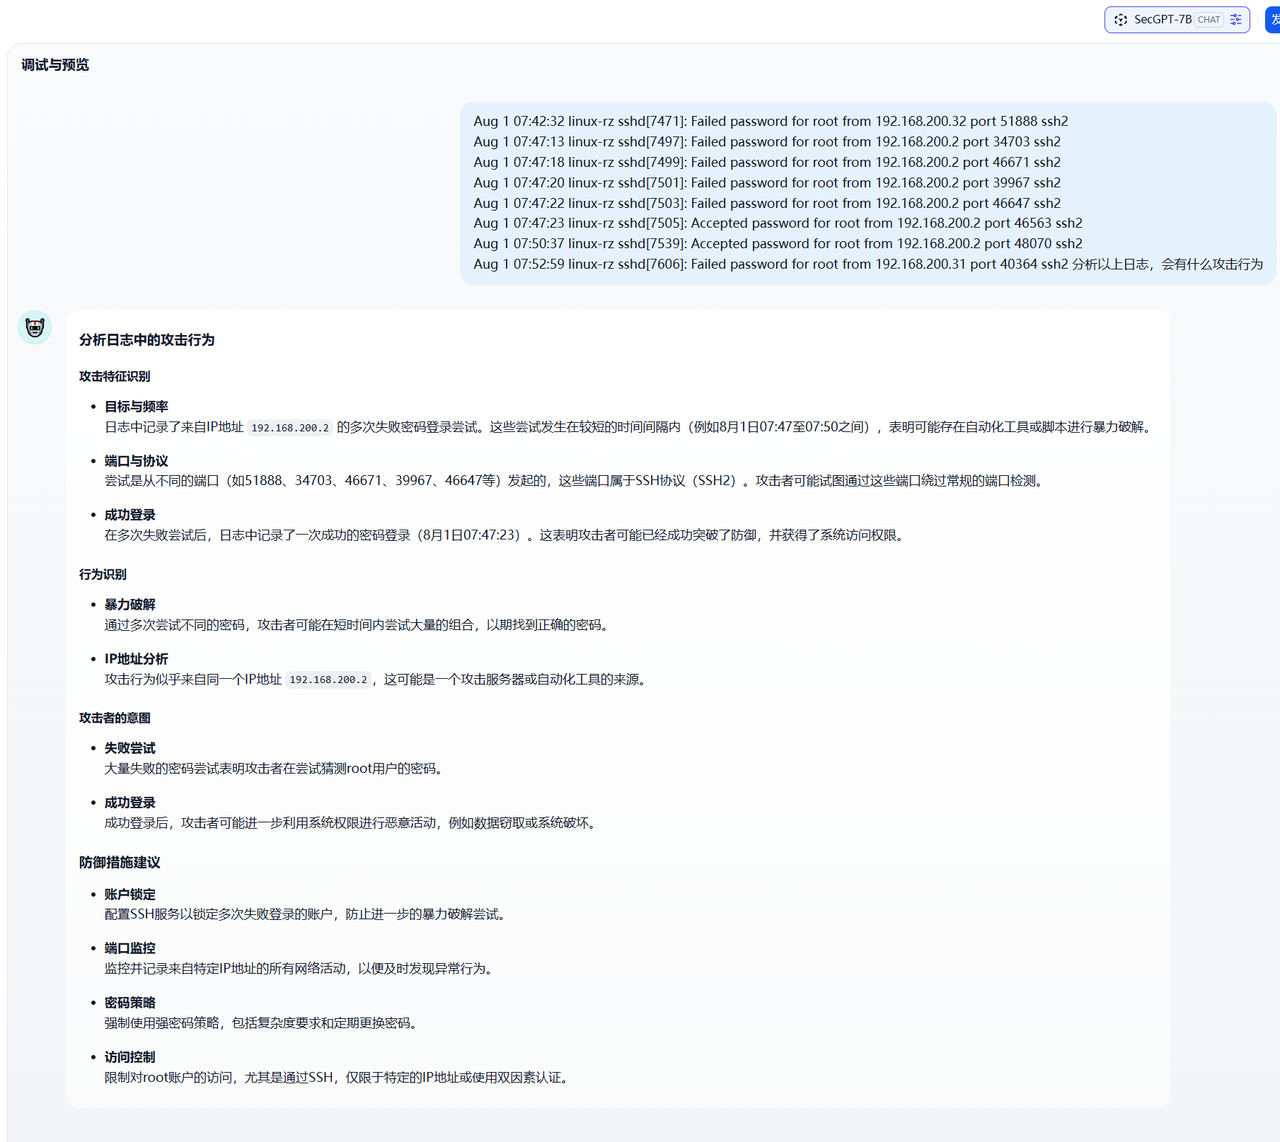 SecGPT-7B CHAT
发
调试与预览
Aug 1 07:42:32 linux-rz sshd[7471]: Failed password for root from 192.168.200.32 port 51888 ssh2
Aug 1 07:47:13 linux-rz sshd[7497]: Failed password for root from 192.168.200.2 port 34703 ssh2
Aug 1 07:47:18 linux-rz sshd[7499]: Failed password for root from 192.168.200.2 port 46671 ssh2
Aug 1 07:47:20 linux-rz sshd[7501]: Failed password for root from 192.168.200.2 port 39967 ssh2
Aug 1 07:47:22 linux-rz sshd[7503]: Failed password for root from 192.168.200.2 port 46647 ssh2
Aug 1 07:47:23 linux-rz sshd[7505]: Accepted password for root from 192.168.200.2 port 46563 ssh2
Aug 1 07:50:37 linux-rz sshd[7539]: Accepted password for root from 192.168.200.2 port 48070 ssh2
Aug 1 07:52:59 linux-rz sshd[7606]: Failed password for root from 192.168.200.31 port 40364 ssh2 分析以上日志，会有什么攻击行为
分析日志中的攻击行为
攻击特征识别
• 目标与频率
日志中记录了来自IP地址 192.168.200.2 的多次失败密码登录尝试。这些尝试发生在较短的时间间隔内（例如8月1日07:47至07:50之间），表明可能存在自动化工具或脚本进行暴力破解。
• 端口与协议
尝试是从不同的端口（如51888、34703、46671、39967、46647等）发起的，这些端口属于SSH协议（SSH2）。攻击者可能试图通过这些端口绕过常规的端口检测。
• 成功登录
在多次失败尝试后，日志中记录了一次成功的密码登录（8月1日07:47:23）。这表明攻击者可能已经成功突破了防御，并获得了系统访问权限。
行为识别
• 暴力破解
通过多次尝试不同的密码，攻击者可能在短时间内尝试大量的组合，以期找到正确的密码。
• IP地址分析
攻击行为似乎来自同一个IP地址 192.168.200.2，这可能是一个攻击服务器或自动化工具的来源。
攻击者的意图
• 失败尝试
大量失败的密码尝试表明攻击者在尝试猜测root用户的密码。
• 成功登录
成功登录后，攻击者可能进一步利用系统权限进行恶意活动，例如数据窃取或系统破坏。
防御措施建议
• 账户锁定
配置SSH服务以锁定多次失败登录的账户，防止进一步的暴力破解尝试。
• 端口监控
监控并记录来自特定IP地址的所有网络活动，以便及时发现异常行为。
• 密码策略
强制使用强密码策略，包括复杂度要求和定期更换密码。
• 访问控制
限制对root账户的访问，尤其是通过SSH，仅限于特定的IP地址或使用双因素认证。